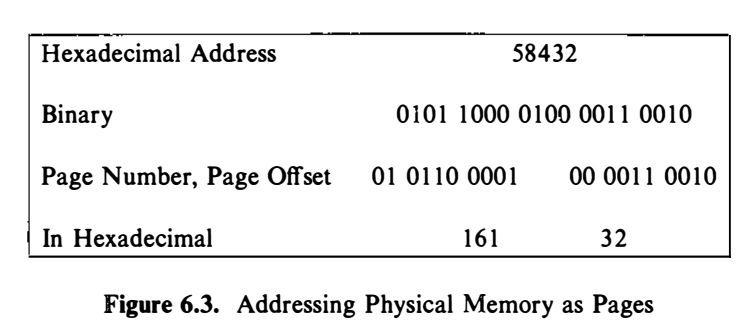 Hexadecimal Address 58432
Binary 0101 1000 0100 0011 0010
Page Number, Page Offset 01 0110 0001 00 0011 0010
In Hexadecimal 161 32
Figure 6.3. Addressing Physical Memory as Pages